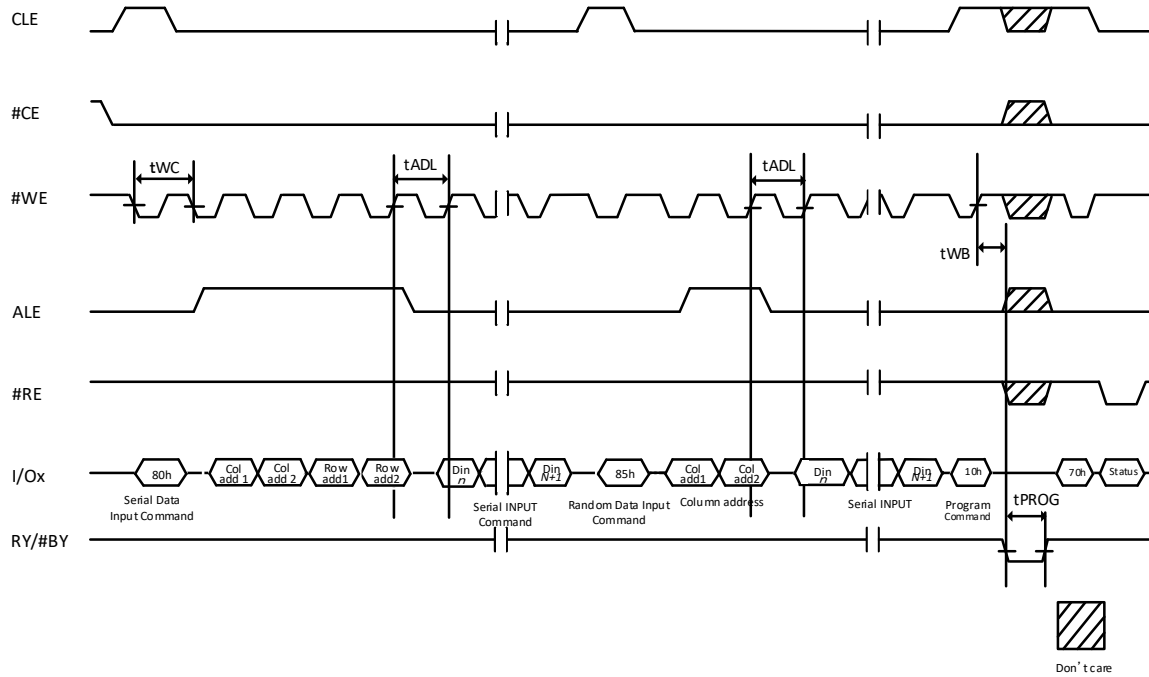 CLE
#CE
tWC
tADL
tADL
#WE
tWB
ALE
#RE
I/Ox
80h
Col
add 1
Col
add 2
Row
add1
Row
add2
Din
n
Din
N+1
85h
Col
add1
Col
add2
Din
n
Din
N+1
10h
70h
Status
Serial Data
Input Command
Serial INPUT
Command
Random Data Input
Command
Column address
Serial INPUT
Program
Command
tPROG
RY/#BY
Don't care